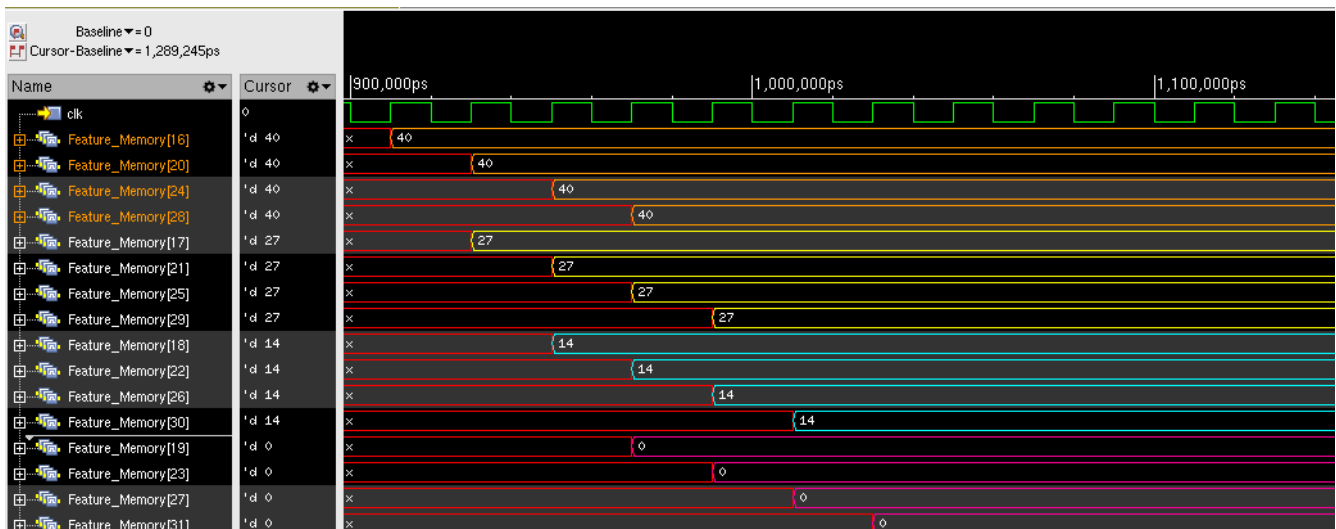 Baseline▼= 0
Cursor-Baseline▼= 1,289,245ps
Name Cursor 900,000ps 1,000,000ps 1,100,000ps
clk 0
Feature_Memory[16] 'd 40 x 40
Feature_Memory[20] 'd 40 x 40
Feature_Memory[24] 'd 40 x 40
Feature_Memory[28] 'd 40 x 40
Feature_Memory[17] 'd 27 x 27
Feature_Memory[21] 'd 27 x 27
Feature_Memory[25] 'd 27 x 27
Feature_Memory[29] 'd 27 x 27
Feature_Memory[18] 'd 14 x 14
Feature_Memory[22] 'd 14 x 14
Feature_Memory[26] 'd 14 x 14
Feature_Memory[30] 'd 14 x 14
Feature_Memory[19] 'd 0 x 0
Feature_Memory[23] 'd 0 x 0
Feature_Memory[27] 'd 0 x 0
Feature_Memory[31] 'd 0 x 0